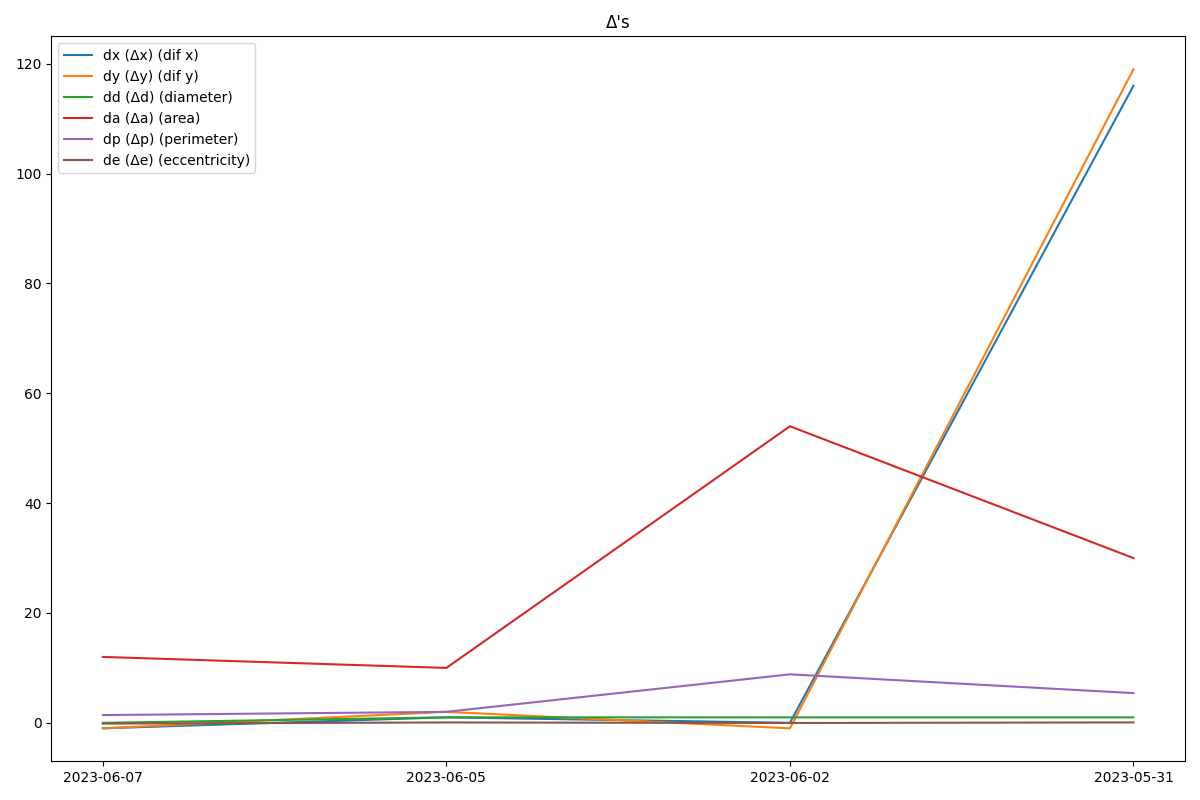 Δ's
dx (Δx) (dif x)
dy (Δy) (dif y)
dd (Δd) (diameter)
da (Δa) (area)
dp (Δp) (perimeter)
de (Δe) (eccentricity)
120
100
80
60
40
20
0
2023-06-07 2023-06-05 2023-06-02 2023-05-31